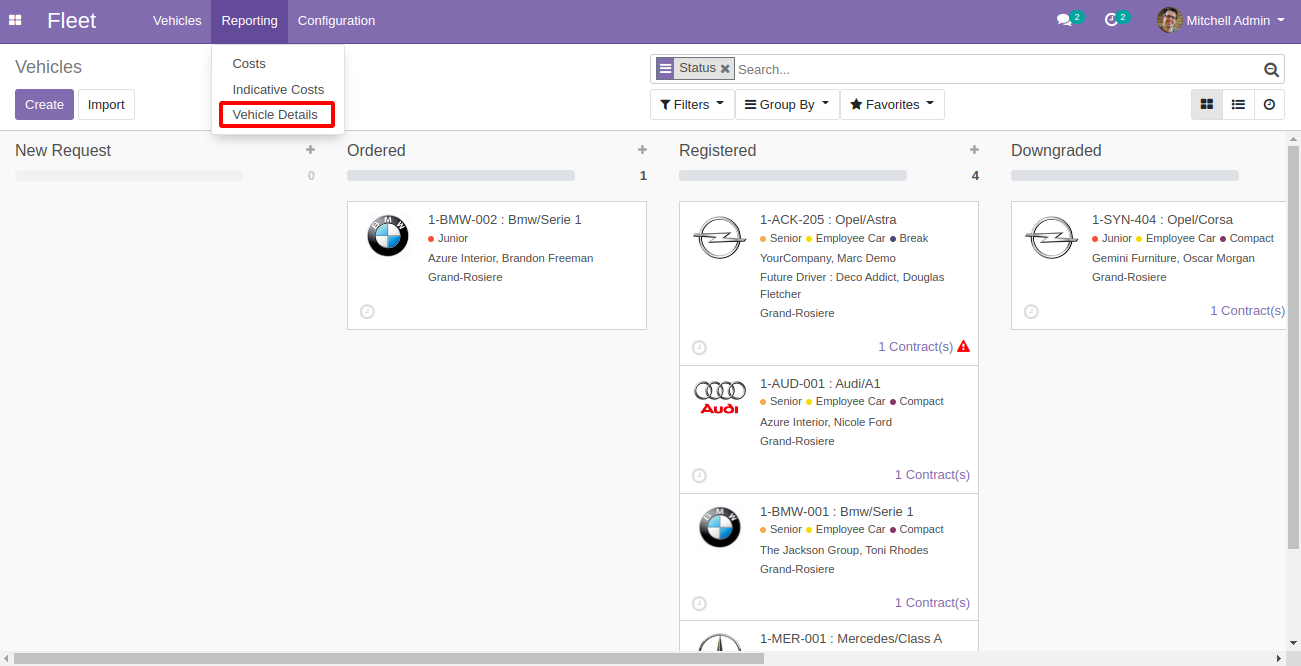 Fleet Vehicles Reporting Configuration 2 2 Mitchell Admin
Costs
Indicative Costs
Vehicle Details
Vehicles
Status Search...
Create Import
Filters Group By Favorites
New Request 0
Ordered 1
1-BMW-002 : Bmw/Serie 1
Junior
Azure Interior, Brandon Freeman
Grand-Rosiere
Registered 4
1-ACK-205 : Opel/Astra
Senior Employee Car Break
YourCompany, Marc Demo
Future Driver : Deco Addict, Douglas
Fletcher
Grand-Rosiere
1 Contract(s)
Audi
1-AUD-001 : Audi/A1
Senior Employee Car Compact
Azure Interior, Nicole Ford
Grand-Rosiere
1 Contract(s)
1-BMW-001 : Bmw/Serie 1
Senior Employee Car Compact
The Jackson Group, Toni Rhodes
Grand-Rosiere
1 Contract(s)
1-MER-001 : Mercedes/Class A
Downgraded
1-SYN-404 : Opel/Corsa
Junior Employee Car Compact
Gemini Furniture, Oscar Morgan
Grand-Rosiere
1 Contract(s)
BMW
BMW